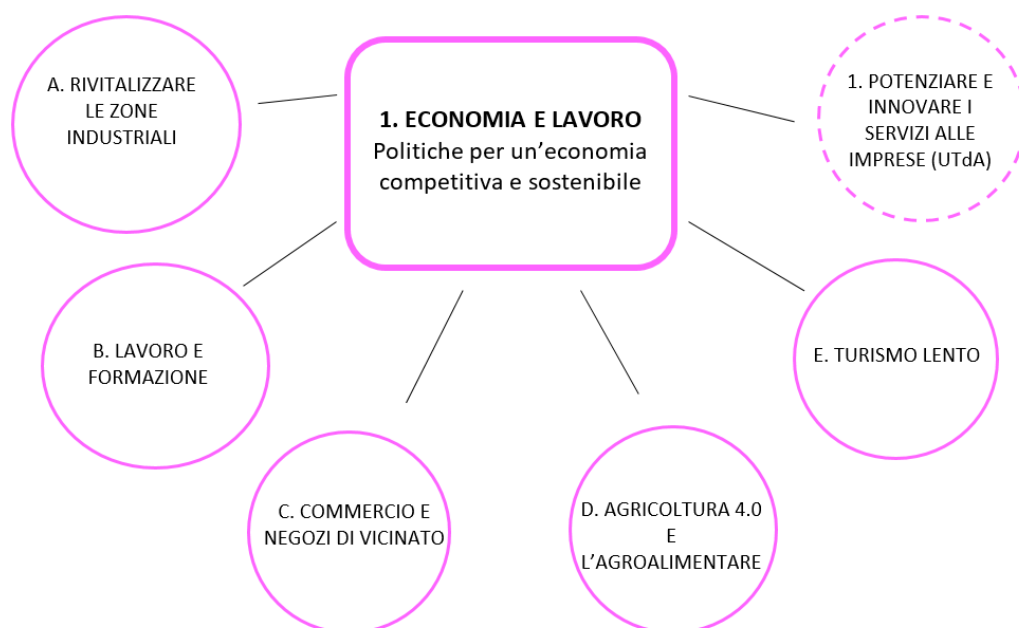 A. RIVITALIZZARE
LE ZONE
INDUSTRIALI
1. ECONOMIA E LAVORO
Politiche per un’economia
competitiva e sostenibile
1. POTENZIARE E
INNOVARE I
SERVIZI ALLE
IMPRESE (UTdA)
B. LAVORO E
FORMAZIONE
E. TURISMO LENTO
C. COMMERCIO E
NEGOZI DI VICINATO
D. AGRICOLTURA 4.0
E
L’AGROALIMENTARE